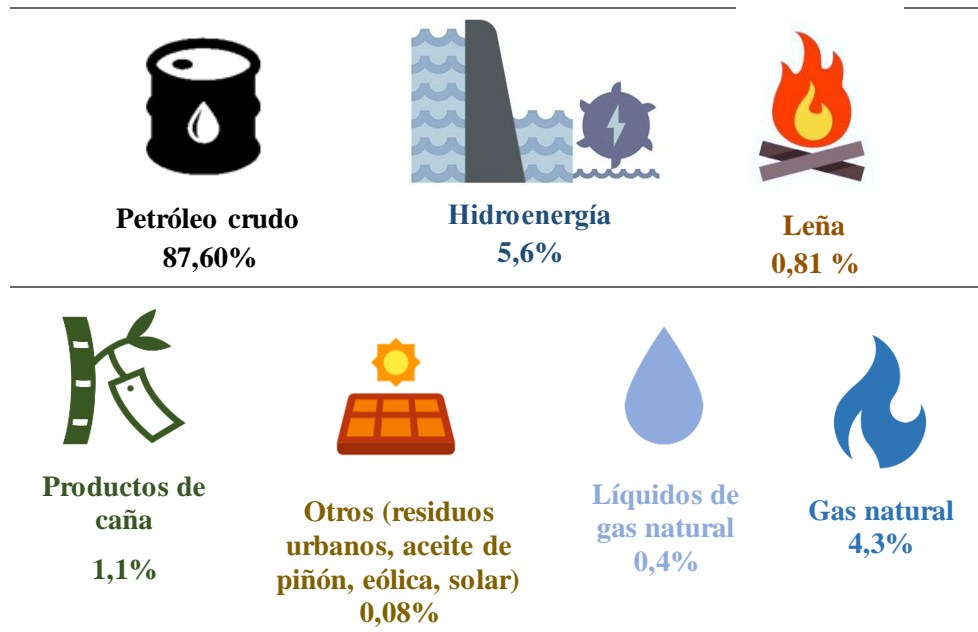 Petróleo crudo
87,60%
Hidroenergía
5,6%
Leña
0,81 %
Productos de
caña
1,1%
Otros (residuos
urbanos, aceite de
piñón, eólica, solar)
0,08%
Líquidos de
gas natural
0,4%
Gas natural
4,3%